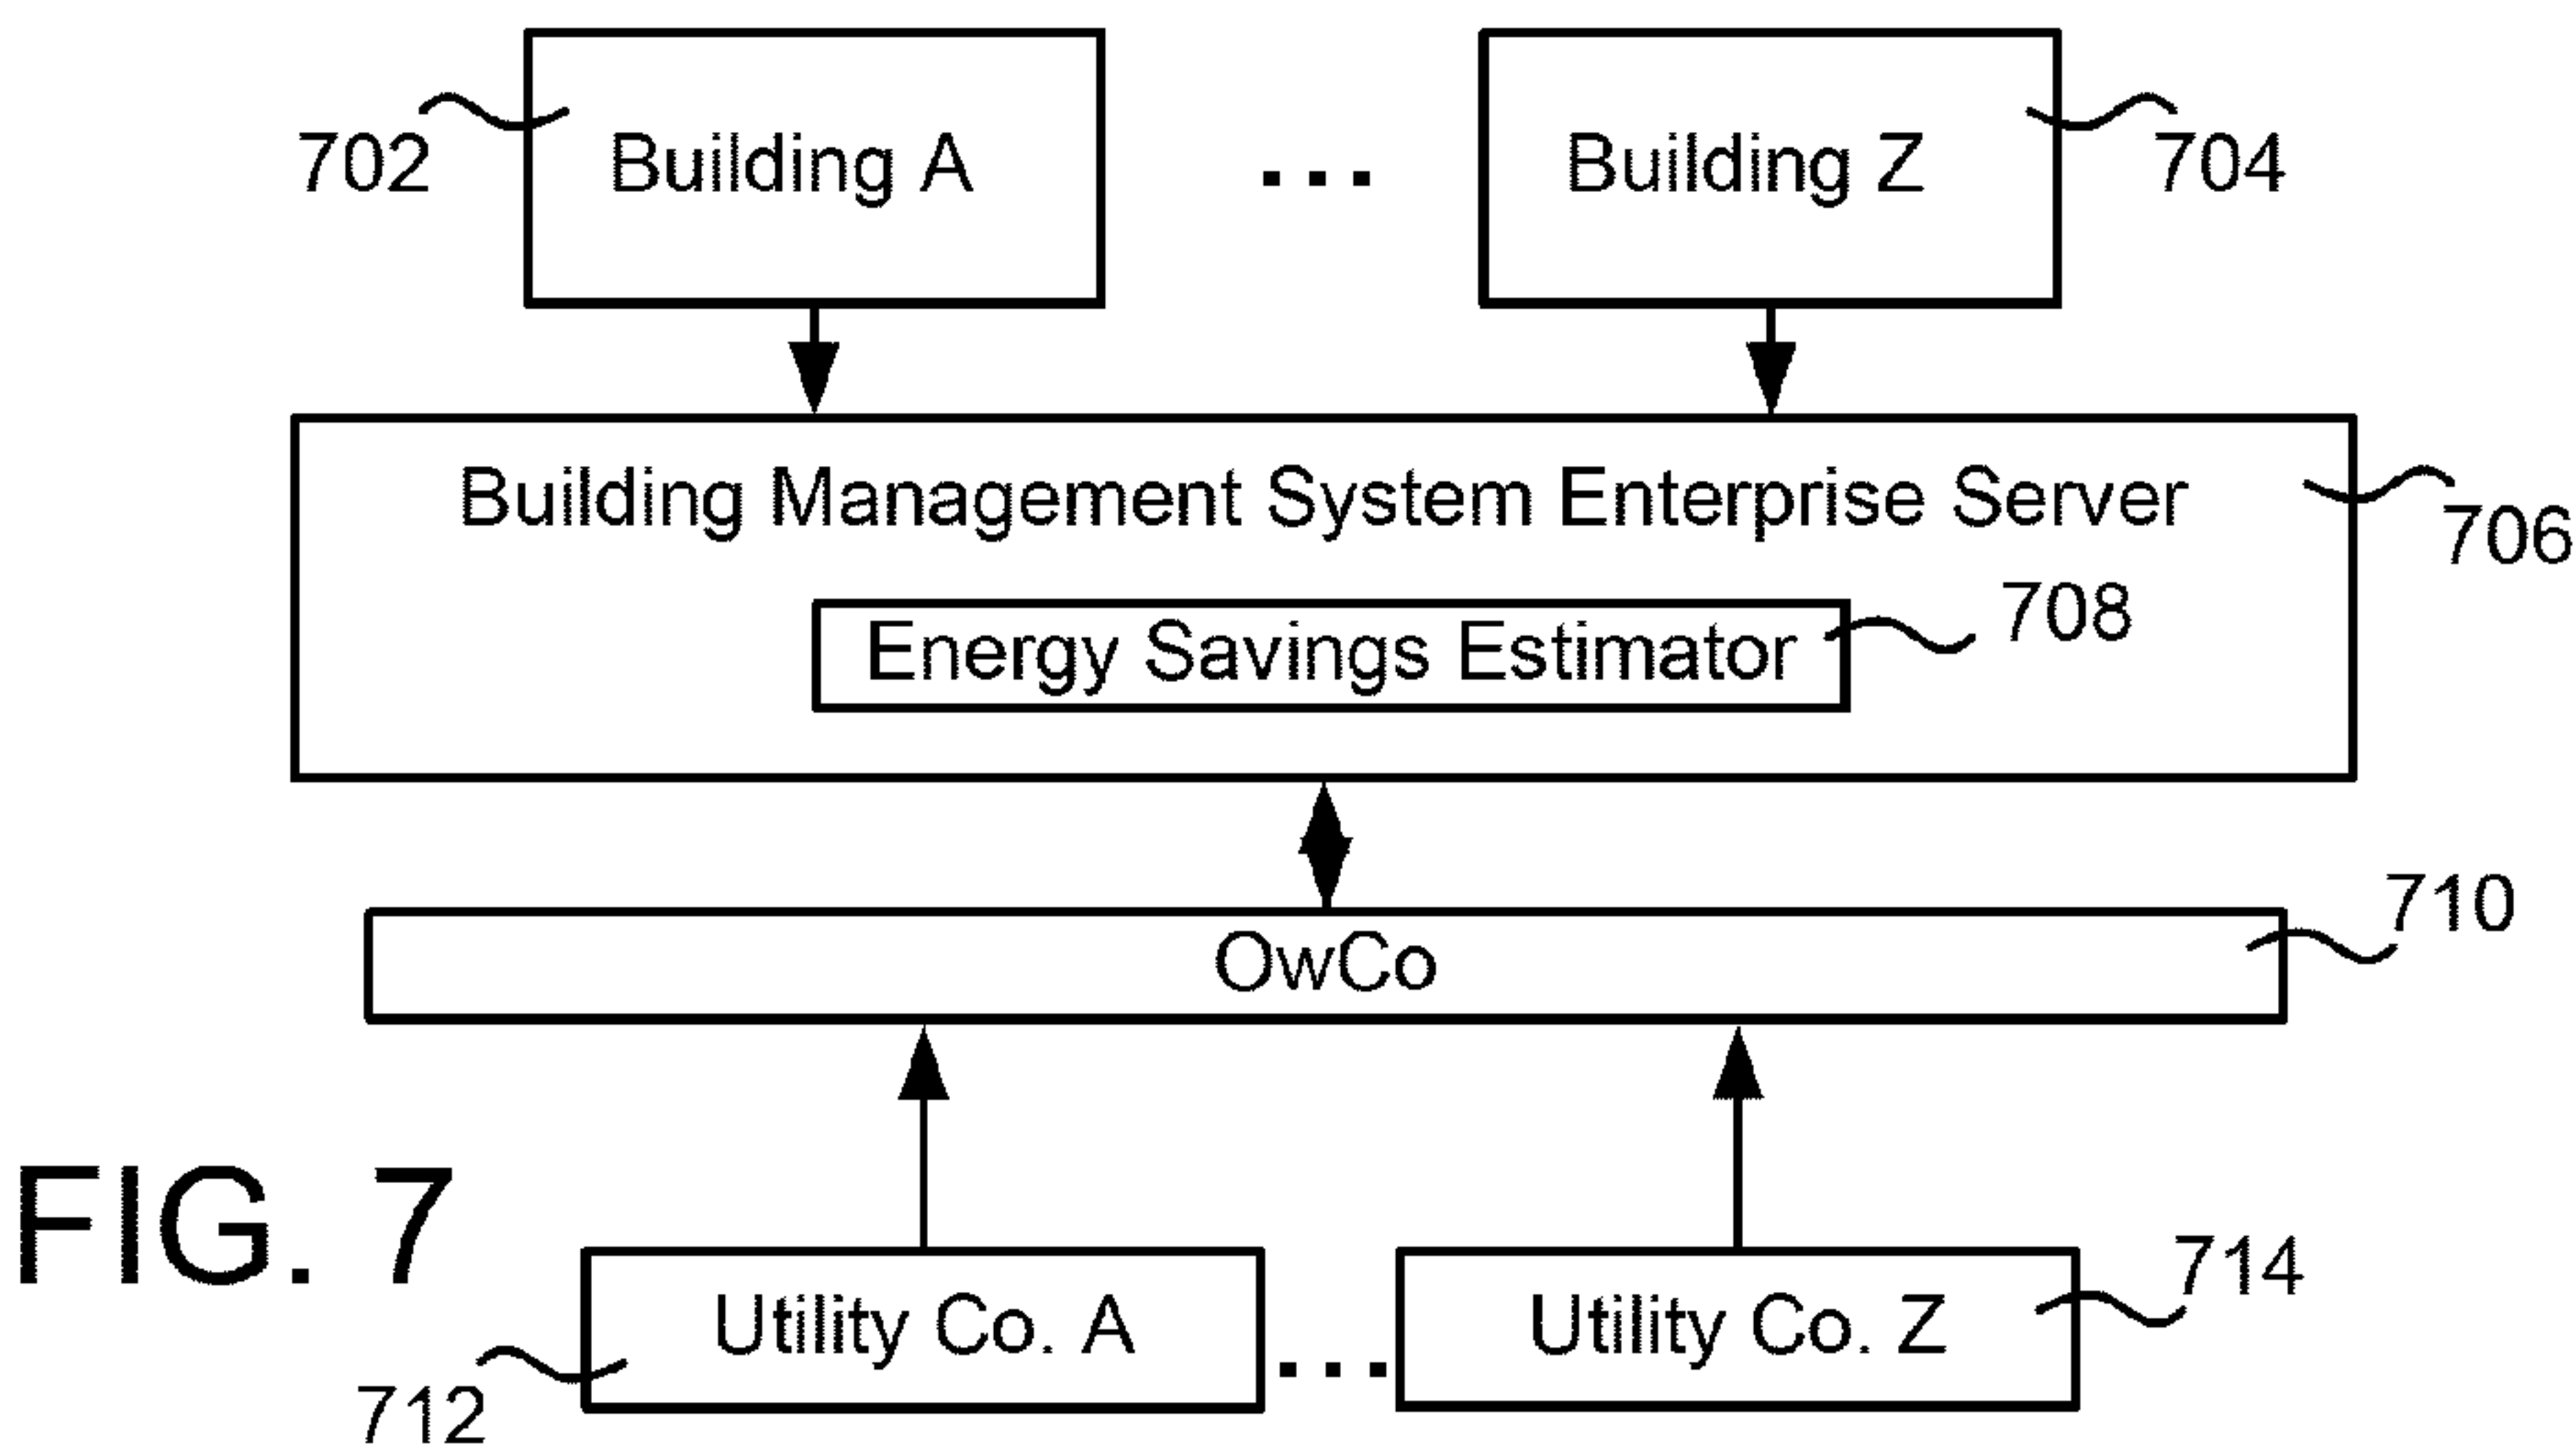 702 Building A ... Building Z 704
Building Management System Enterprise Server
706
Energy Savings Estimator 708
710
OwCo
FIG. 7
Utility Co. A ... Utility Co. Z 714
712